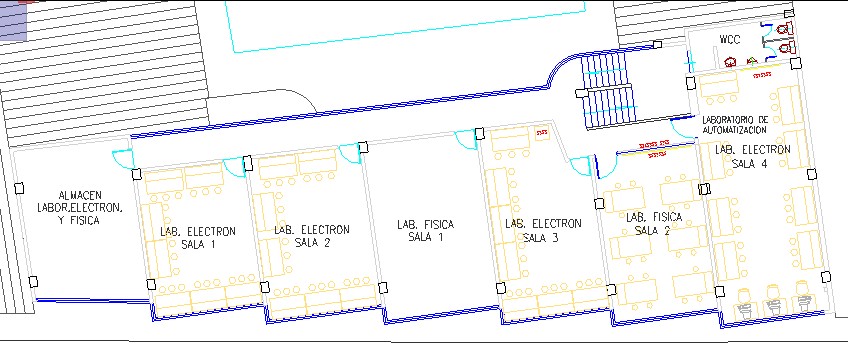 WCC
LABORATORIO DE
AUTOMATIZACION
LAB. ELECTRON
SALA 4
ALMACEN
LABOR,ELECTRON,
Y FISICA
LAB. ELECTRON
SALA 1
LAB. ELECTRON
SALA 2
LAB. FISICA
SALA 1
LAB. ELECTRON
SALA 3
LAB. FISICA
SALA 2